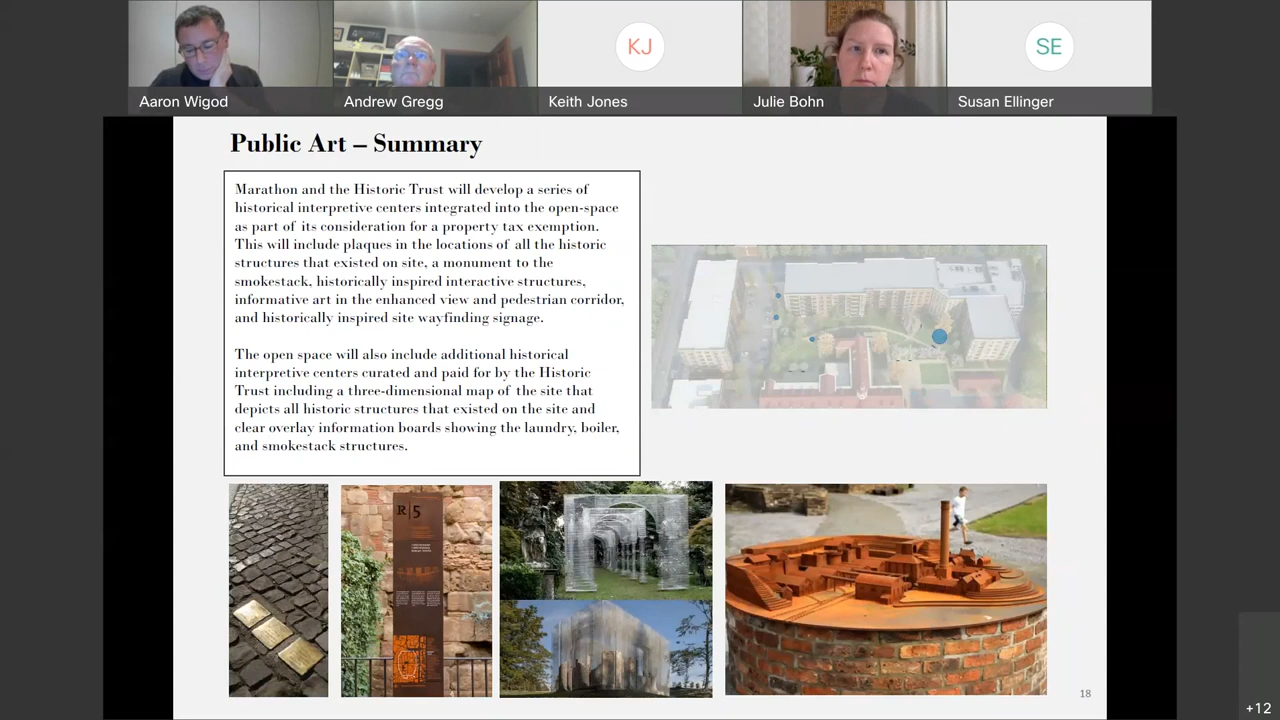 KJ
SE
Aaron Wigod
Andrew Gregg
Keith Jones
Julie Bohn
Susan Ellinger
Public Art – Summary
Marathon and the Historic Trust will develop a series of
historical interpretive centers integrated into the open-space
as part of its consideration for a property tax exemption.
This will include plaques in the locations of all the historic
structures that existed on site, a monument to the
smokestack, historically inspired interactive structures,
informative art in the enhanced view and pedestrian corridor,
and historically inspired site wayfinding signage.
The open space will also include additional historical
interpretive centers curated and paid for by the Historic
Trust including a three-dimensional map of the site that
depicts all historic structures that existed on the site and
clear overlay information boards showing the laundry, boiler,
and smokestack structures.
R|5
18
+12